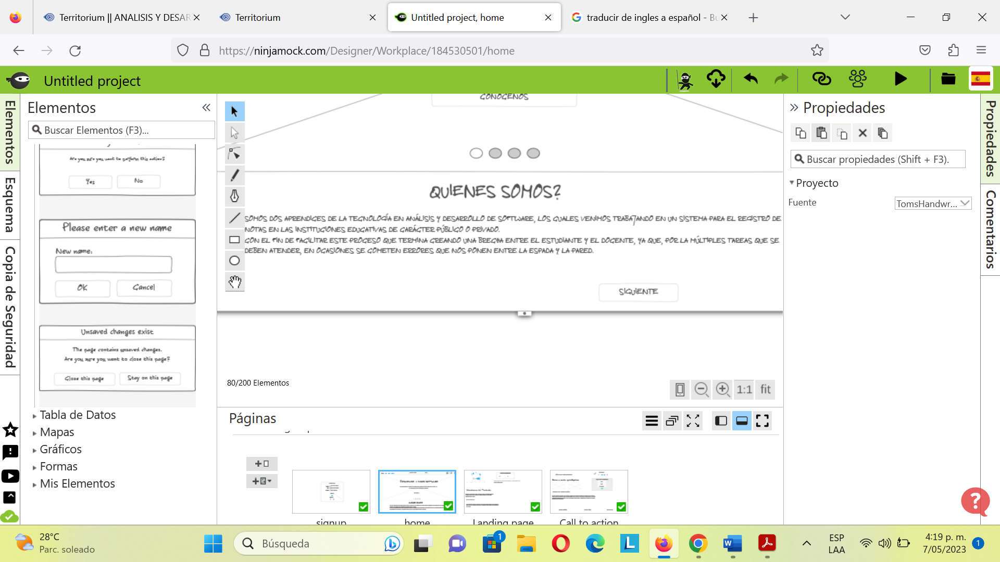 Territorium || ANALISIS Y DESAR
Territorium
Untitled project, home
traducir de ingles a español - Bu
https://ninjamock.com/Designer/Workplace/184530501/home
Untitled project
Elementos
Esquema
Copia de Seguridad
Elementos
Buscar Elementos (F3)...
Are you sure you want to perform this action?
Yes
No
Please enter a new name
New name:
OK
Cancel
Unsaved changes exist
The page contains unsaved changes.
Are you sure you want to close this page?
Close this page
Stay on this page
Tabla de Datos
Mapas
Gráficos
Formas
Mis Elementos
CONOCENOS
QUIENES SOMOS?
SOMOS DOS APRENDICES DE LA TECNOLOGÍA EN ANÁLISIS Y DESARROLLO DE SOFTWARE, LOS CUALES VENIMOS TRABAJANDO EN UN SISTEMA PARA EL REGISTRO DE
NOTAS EN LAS INSTITUCIONES EDUCATIVAS DE CARÁCTER PÚBLICO O PRIVADO.
CON EL FIN DE FACILITAR ESTE PROCESO QUE TERMINA CREANDO UNA BRECHA ENTRE EL ESTUDIANTE Y EL DOCENTE, YA QUE, POR LA MÚLTIPLES TAREAS QUE SE
DEBEN ATENDER, EN OCASIONES SE COMETEN ERRORES QUE NOS PONEN ENTRE LA ESPADA Y LA PARED.
SIGUIENTE
80/200 Elementos
1:1
fit
Páginas
signup
home
Landing page
Call to action
Propiedades
Buscar propiedades (Shift + F3).
Proyecto
Fuente
TomsHandwr...
Propiedades
Comentarios
?
28°C
Parc. soleado
Búsqueda
1
ESP
LAA
4:19 p. m.
7/05/2023
1